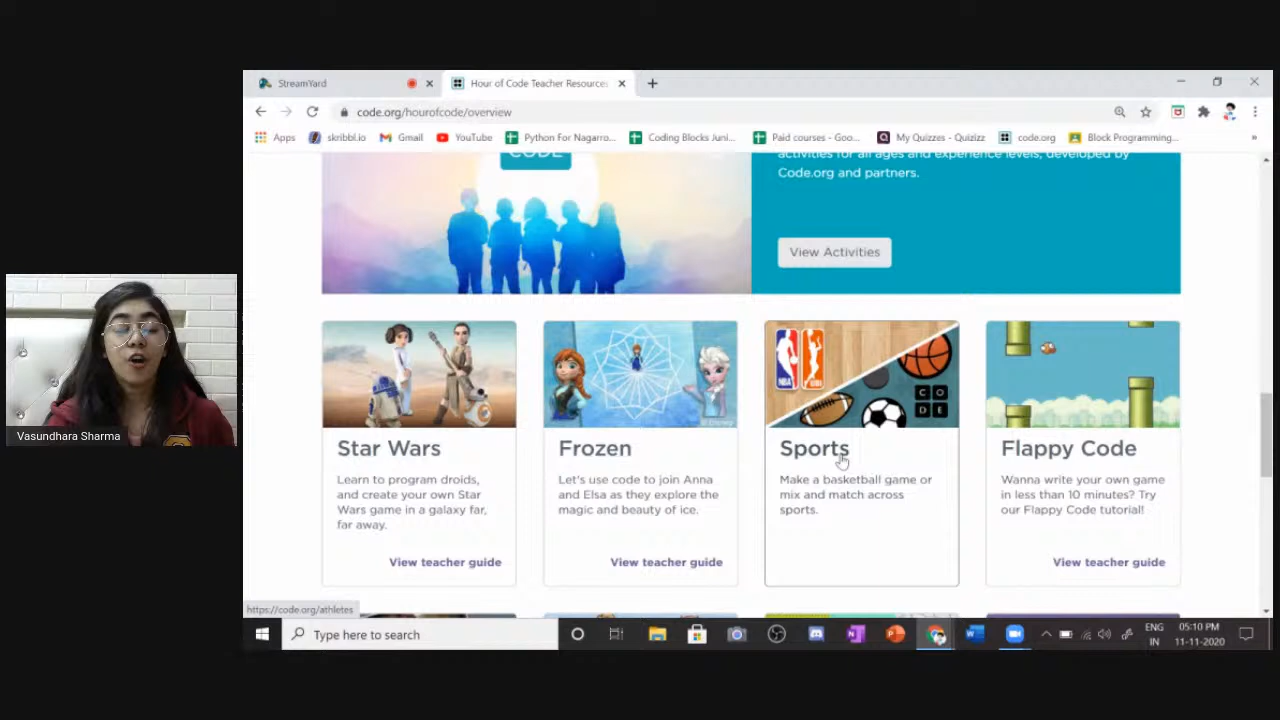 StreamYard
Hour of Code Teacher Resources
code.org/hourofcode/overview
Apps
skribbl.io
Gmail
YouTube
Python For Nagarro...
Coding Blocks Juni...
Paid courses - Goo...
My Quizzes - Quizizz
code.org
Block Programming...
»
CODE
activities for all ages and experience levels, developed by
Code.org and partners.
View Activities
NBA
CODE
© Disney
Star Wars
Learn to program droids,
and create your own Star
Wars game in a galaxy far,
far away.
View teacher guide
Frozen
Let's use code to join Anna
and Elsa as they explore the
magic and beauty of ice.
View teacher guide
Sports
Make a basketball game or
mix and match across
sports.
Flappy Code
Wanna write your own game
in less than 10 minutes? Try
our Flappy Code tutorial!
View teacher guide
Vasundhara Sharma
https://code.org/athletes
Type here to search
ENG
IN
05:10 PM
11-11-2020